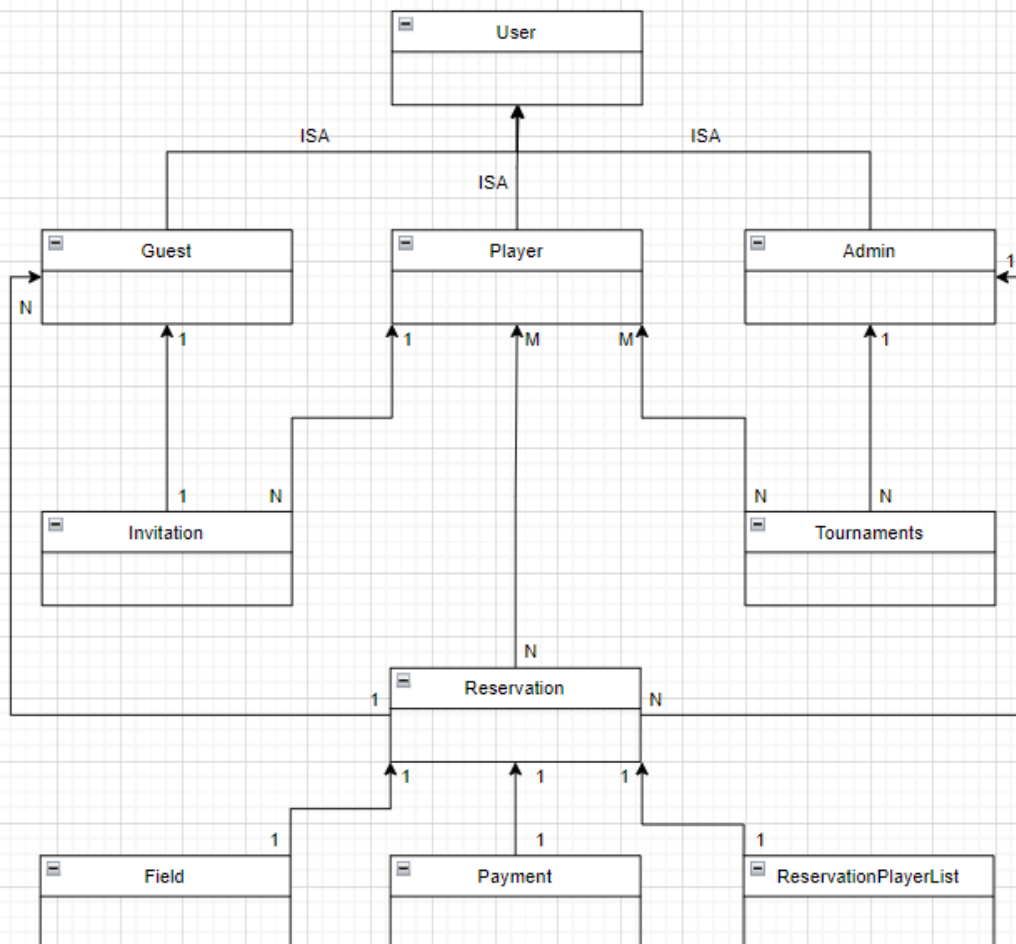 User
ISA
ISA
ISA
Guest
Player
Admin
1
N
1
1
M
M
1
1
N
N
N
Invitation
Tournaments
N
Reservation
1
N
1
1
1
1
1
1
Field
Payment
ReservationPlayerList